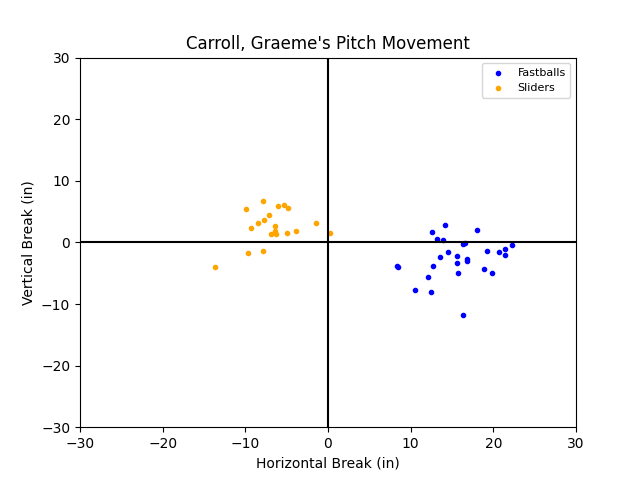 Carroll, Graeme's Pitch Movement
Fastballs
Sliders
30
20
10
0
−10
−20
−30
−30
−20
−10
0
10
20
30
Vertical Break (in)
Horizontal Break (in)